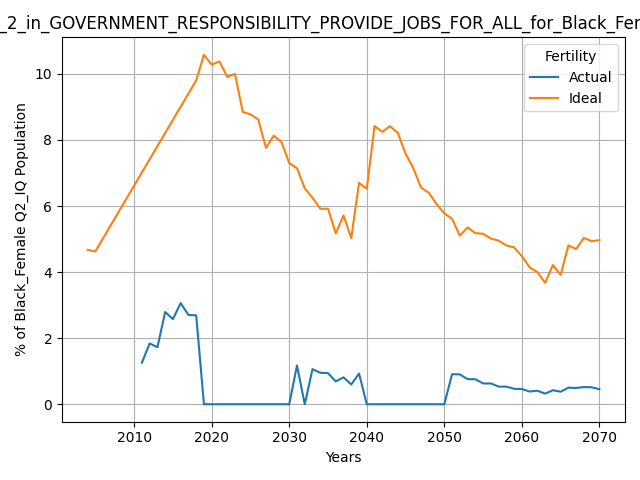 _2_in_GOVERNMENT_RESPONSIBILITY_PROVIDE_JOBS_FOR_ALL_for_Black_Fer
Fertility
Actual
Ideal
% of Black_Female Q2_IQ Population
10
8
6
4
2
0
2010 2020 2030 2040 2050 2060 2070
Years